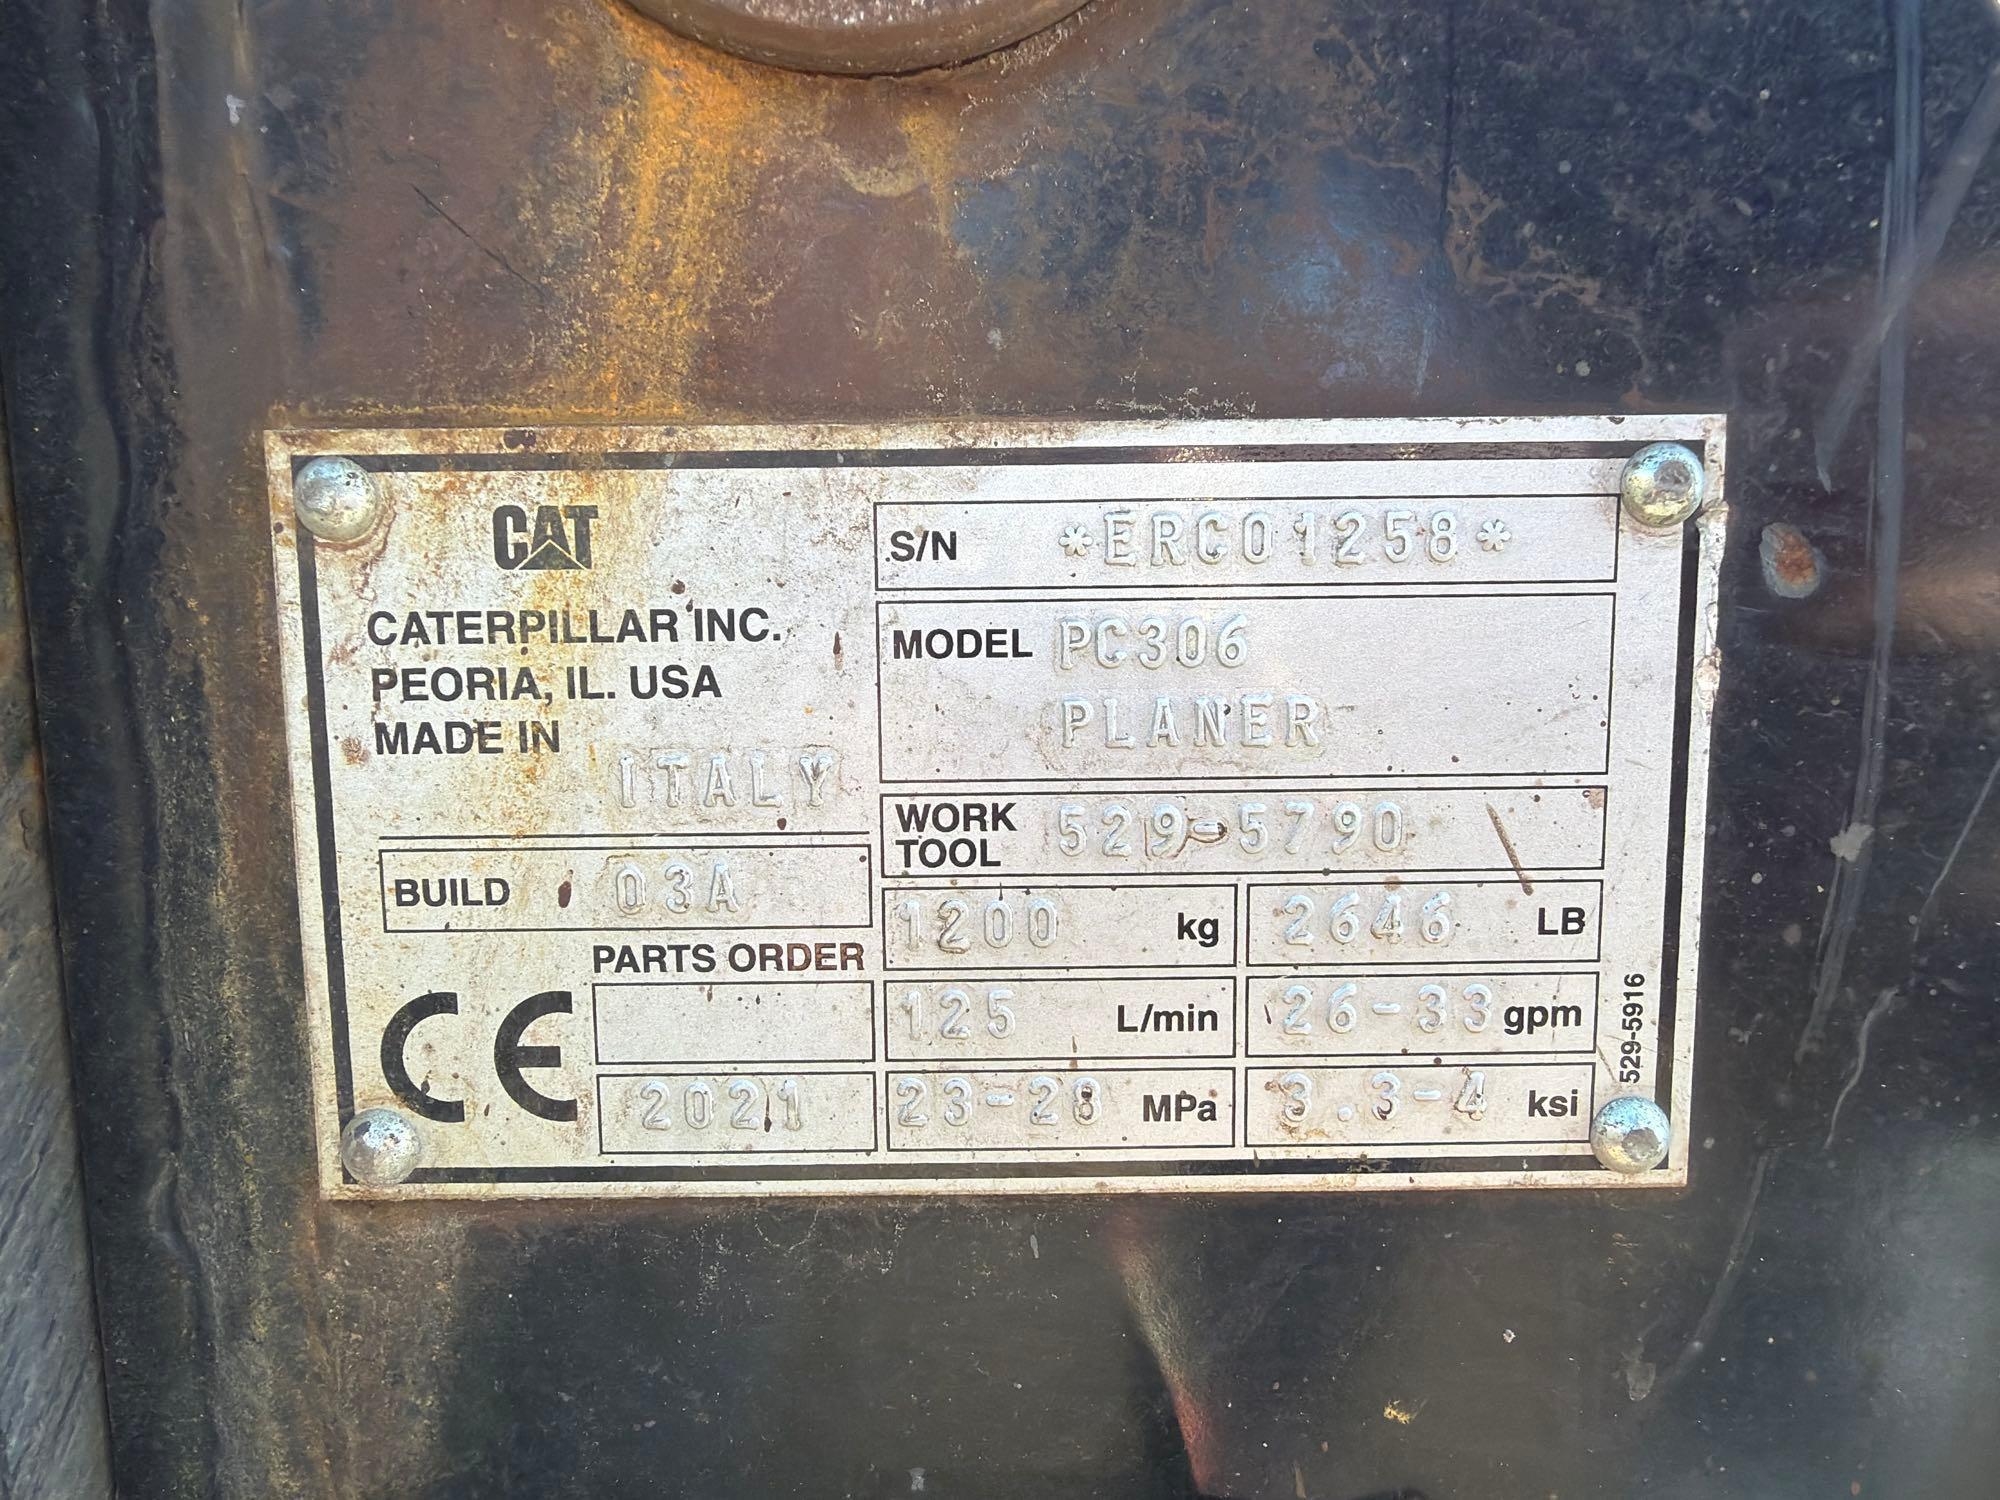 CAT
CATERPILLAR INC.
PEORIA, IL. USA
MADE IN
ITALY
BUILD 03A
PARTS ORDER
CE
2021
S/N *ERC01258*
MODEL PC306
PLANER
WORK TOOL 529-5790
1200 kg 2646 LB
125 L/min 26-33 gpm
23-28 MPa 3.3-4 ksi
529-5916